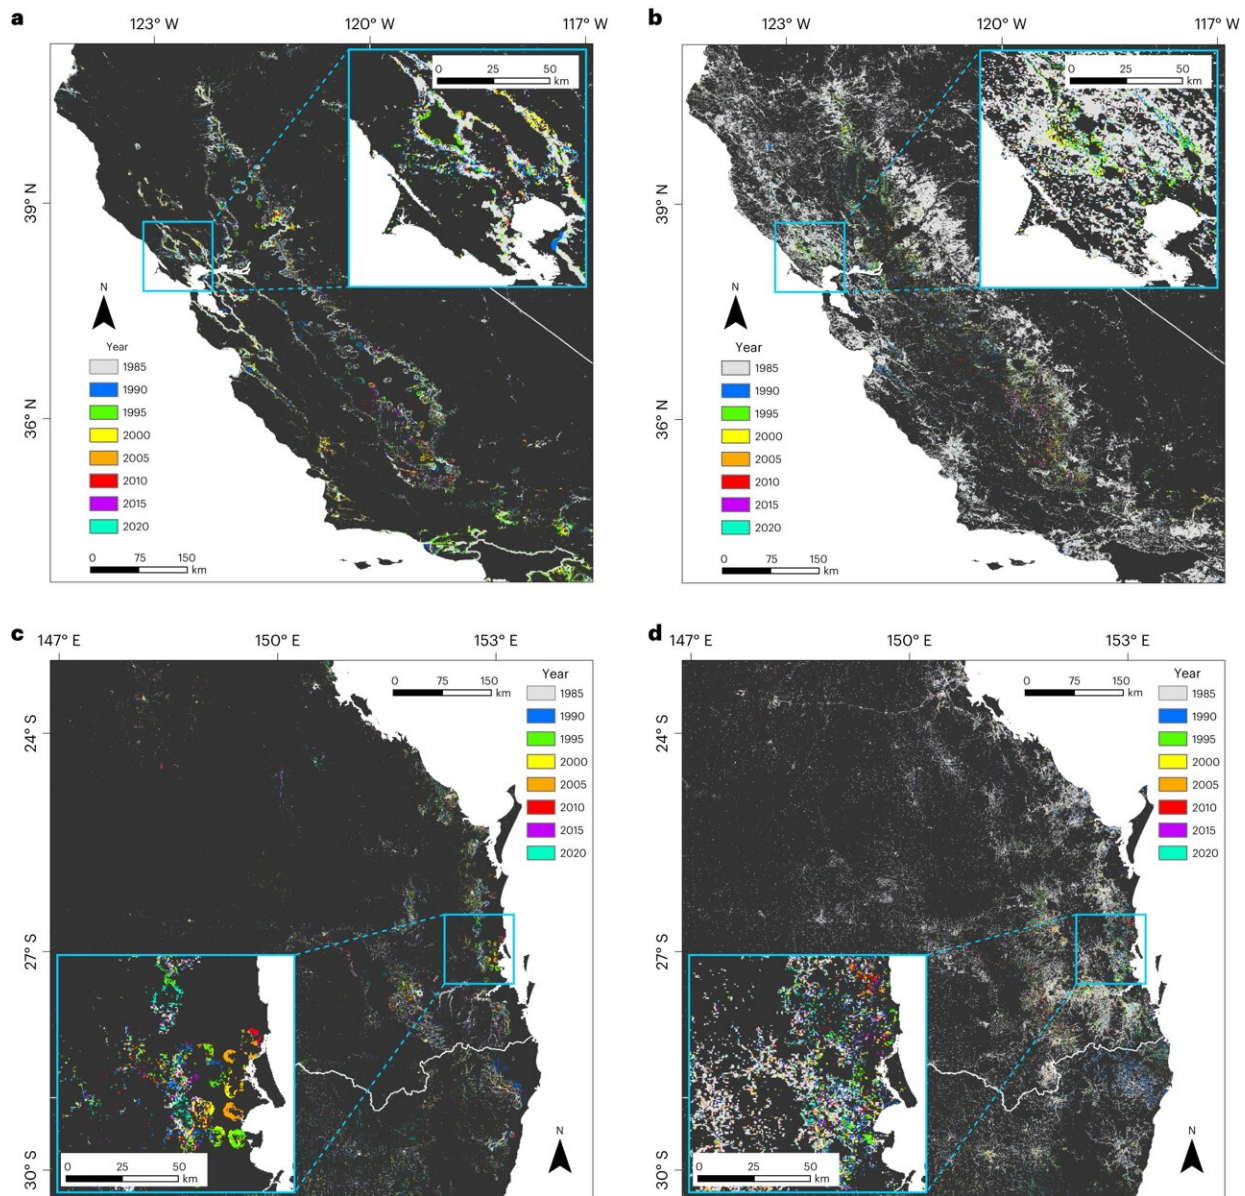 a
b
123° W
120° W
117° W
123° W
120° W
117° W
0 25 50
km
0 25 50
km
39° N
39° N
N
N
Year
1985
1990
1995
2000
2005
2010
2015
2020
Year
1985
1990
1995
2000
2005
2010
2015
2020
36° N
36° N
0 75 150
km
0 75 150
km
c
d
147° E
150° E
153° E
147° E
150° E
153° E
0 75 150
km
Year
1985
1990
1995
2000
2005
2010
2015
2020
0 75 150
km
Year
1985
1990
1995
2000
2005
2010
2015
2020
24° S
24° S
27° S
27° S
30° S
30° S
0 25 50
km
N
0 25 50
km
N